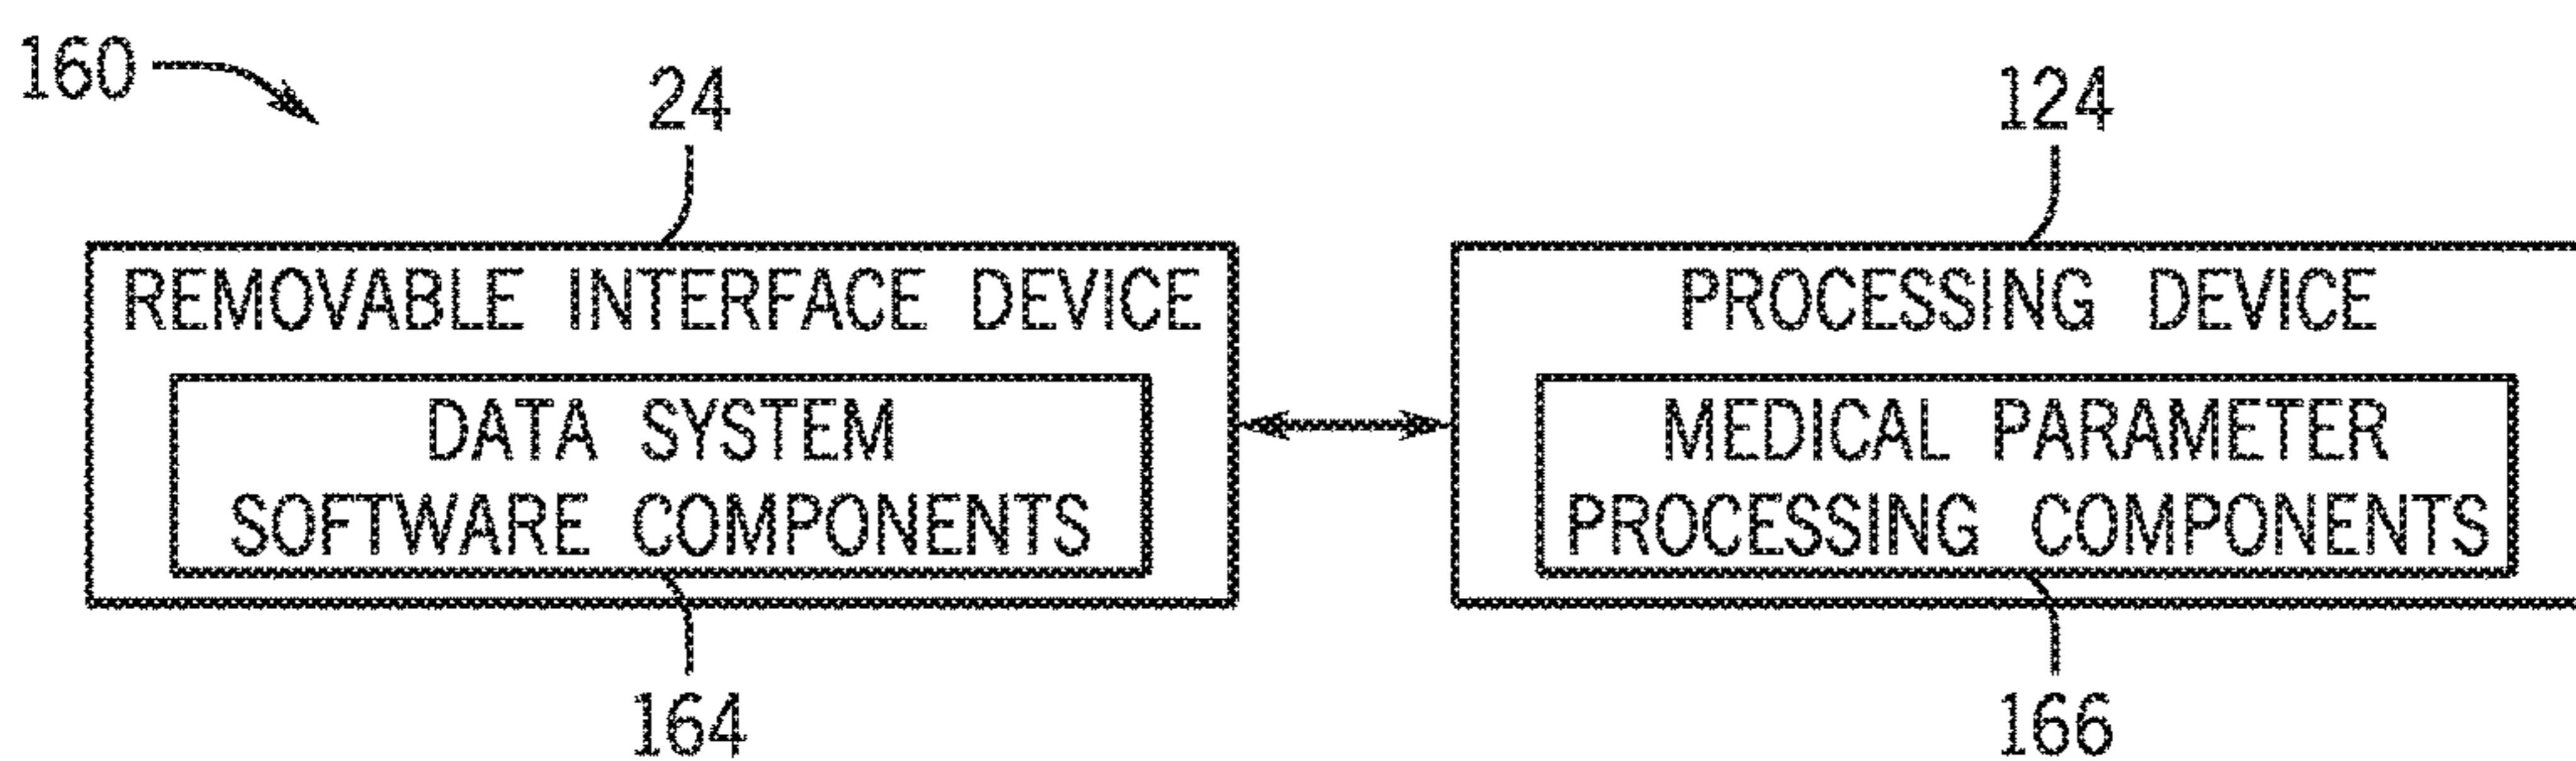 160
24
124
REMOVABLE INTERFACE DEVICE
PROCESSING DEVICE
DATA SYSTEM
SOFTWARE COMPONENTS
MEDICAL PARAMETER
PROCESSING COMPONENTS
164
166